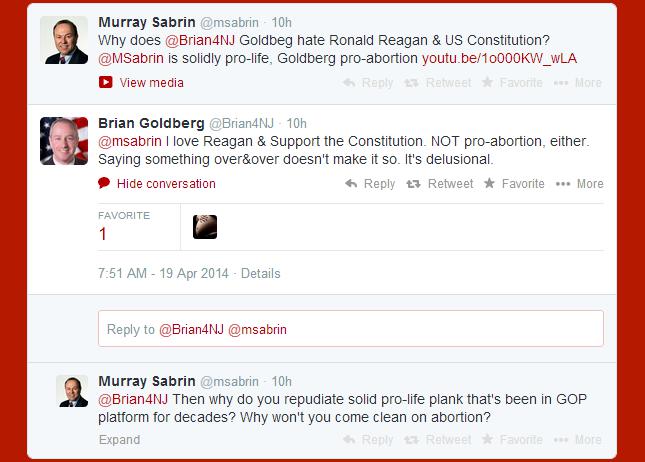 Murray Sabrin @msabrin · 10h
Why does @Brian4NJ Goldbeg hate Ronald Reagan & US Constitution?
@MSabrin is solidly pro-life, Goldberg pro-abortion youtu.be/1o000KW_wLA
View media Reply Retweet Favorite More
Brian Goldberg @Brian4NJ · 10h
@msabrin I love Reagan & Support the Constitution. NOT pro-abortion, either.
Saying something over&over doesn't make it so. It's delusional.
Hide conversation Reply Retweet Favorite More
FAVORITE
1
7:51 AM - 19 Apr 2014 · Details
Reply to @Brian4NJ @msabrin
Murray Sabrin @msabrin · 10h
@Brian4NJ Then why do you repudiate solid pro-life plank that's been in GOP
platform for decades? Why won't you come clean on abortion?
Expand Reply Retweet Favorite More